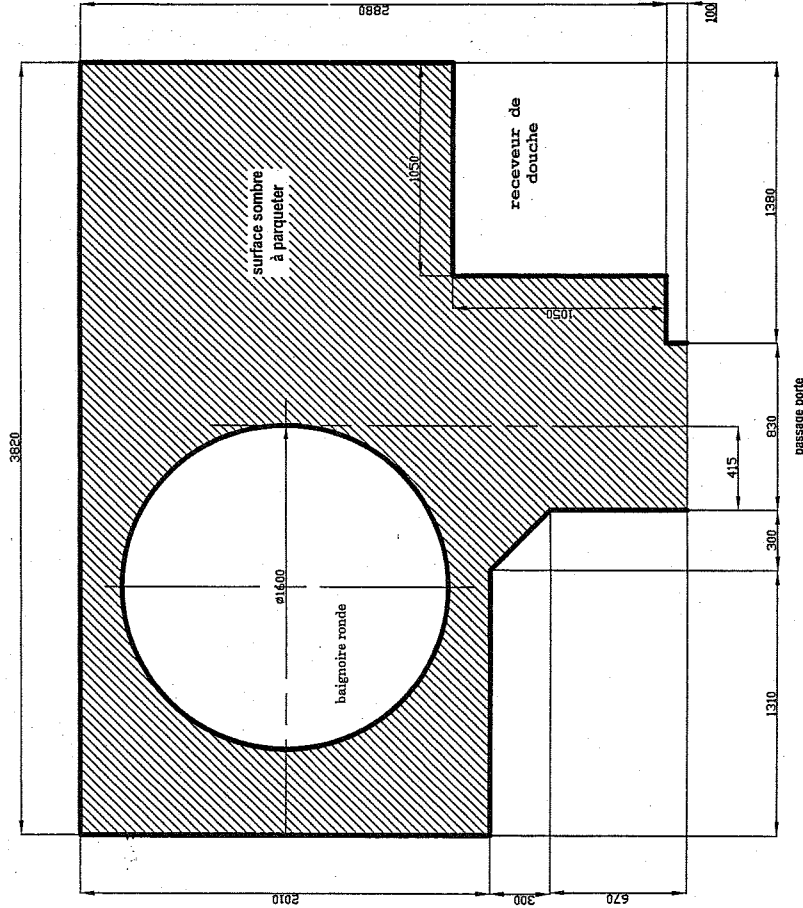 2880
100
3820
surface sombre
à parqueter
1050
receveur de
douche
1050
1380
ø1600
baignoire ronde
830
passage porte
415
300
1310
2010
300
670